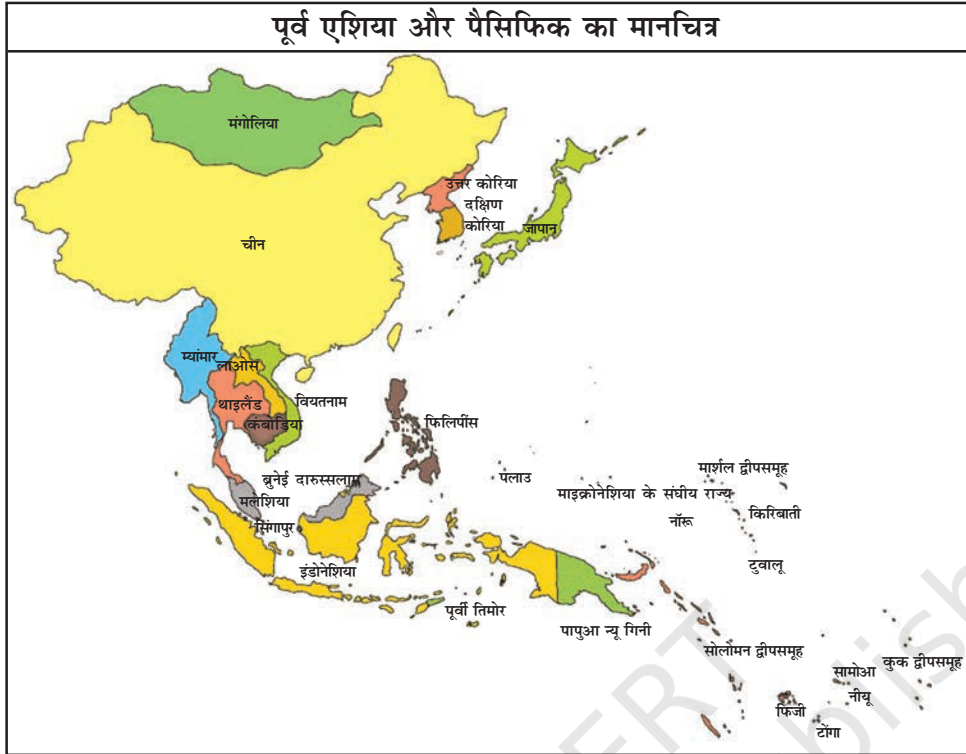 पूर्व एशिया और पैसिफिक का मानचित्र
मंगोलिया
उत्तर कोरिया
दक्षिण
कोरिया
जापान
चीन
म्यांमार
लाओस
थाइलैंड
वियतनाम
कंबोडिया
फिलिपींस
ब्रुनेई दारुस्सलाम
पलाउ
मार्शल द्वीपसमूह
मलेशिया
माइक्रोनेशिया के संघीय राज्य
सिंगापुर
नॉरू
किरिबाती
इंडोनेशिया
टुवालू
पूर्वी तिमोर
पापुआ न्यू गिनी
सोलोमन द्वीपसमूह
सामोआ
कुक द्वीपसमूह
नीयू
फिजी
टोंगा